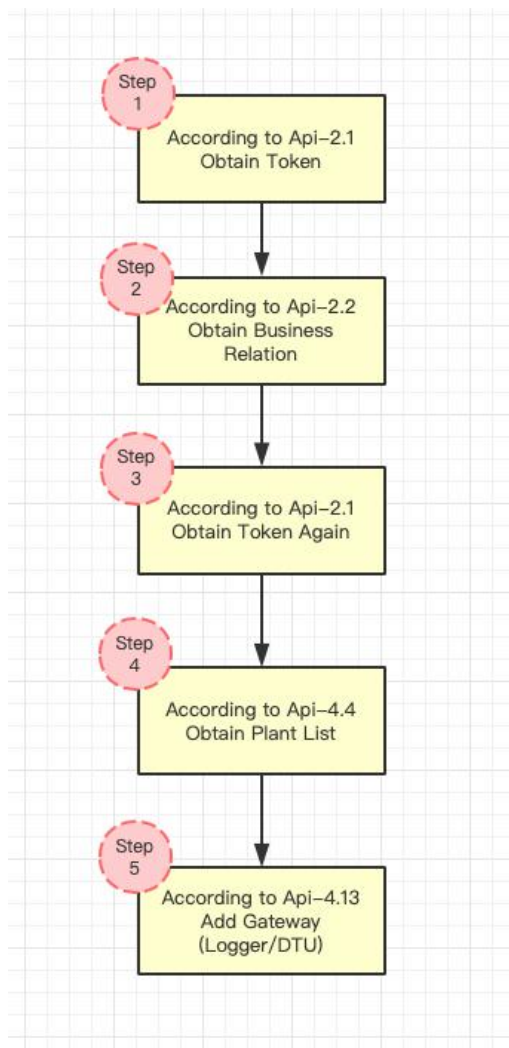 Step
1
According to Api–2.1
Obtain Token
Step
2
According to Api–2.2
Obtain Business
Relation
Step
3
According to Api–2.1
Obtain Token Again
Step
4
According to Api–4.4
Obtain Plant List
Step
5
According to Api–4.13
Add Gateway
(Logger/DTU)